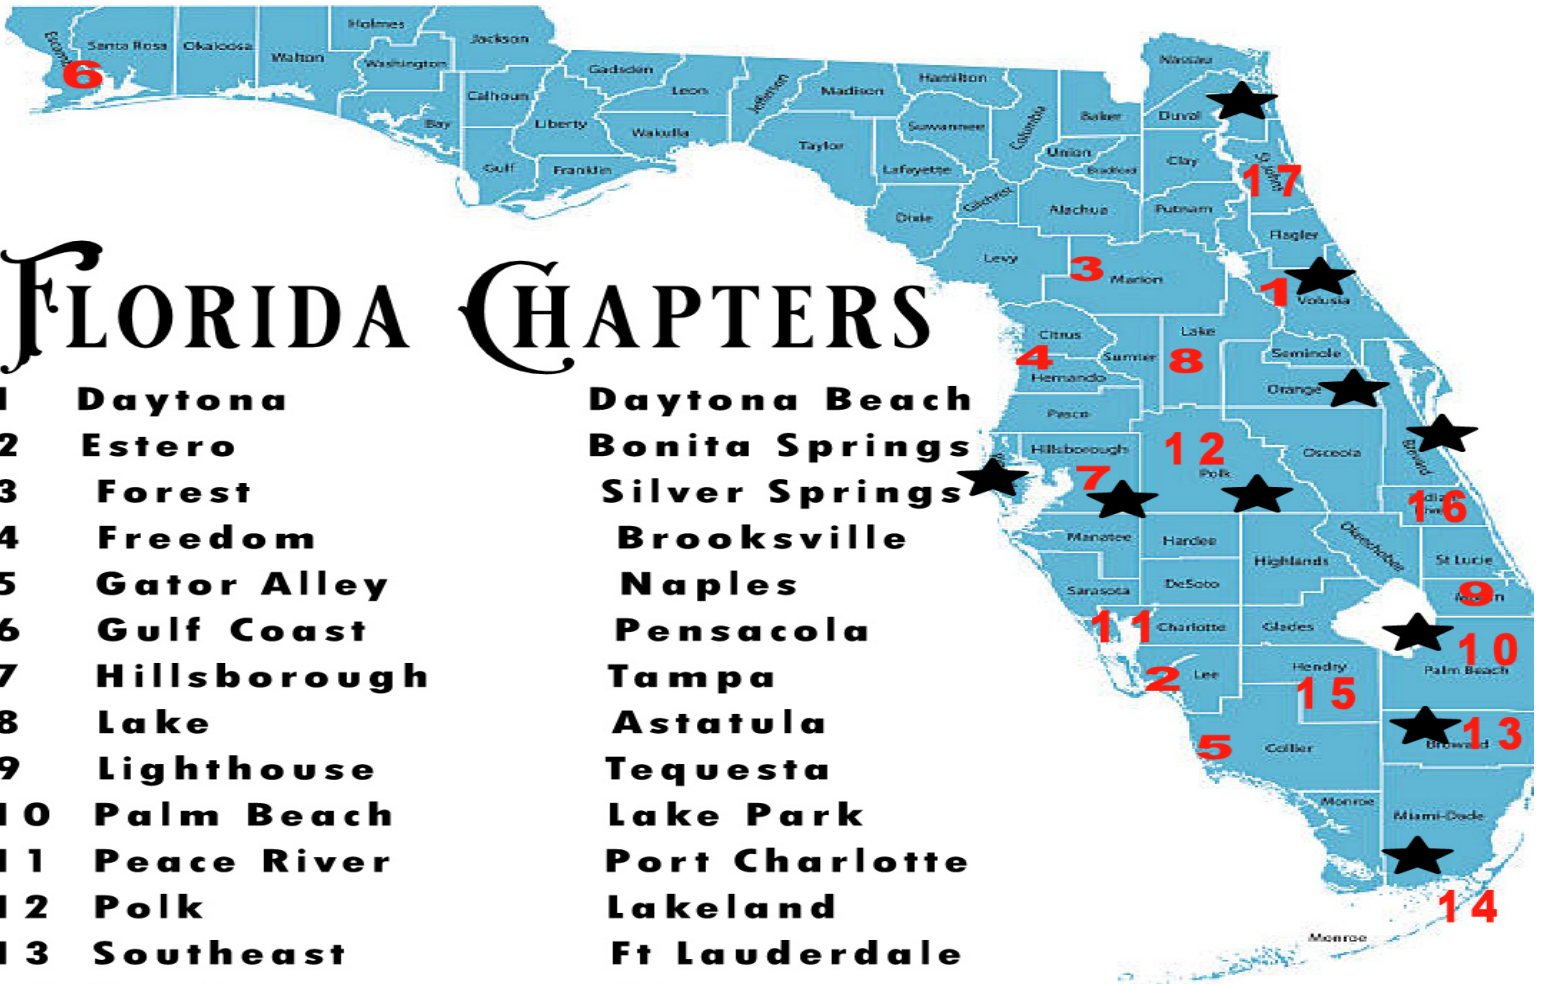 Holmes
Jackson
Escam
Santa Rosa
Okaloosa
Walton
Washington
6
Gadsden
Leon
Jefferson
Madison
Hamilton
Nassau
Calhoun
Bay
Liberty
Wakulla
Taylor
Suwannee
Columbia
Baker
Duval
Gulf
Franklin
Lafayette
Union
Bradford
Clay
St Johns
17
Dixie
Gilchrist
Alachua
Putnam
Flagler
Levy
3
Marion
1
Volusia
FLORIDA CHAPTERS
Citrus
4
Sumter
Lake
8
Seminole
Hernando
Orange
Pasco
Hillsborough
7
12
Polk
Osceola
Brevard
16
Manatee
Hardee
Highlands
Okeechobee
St Lucie
Sarasota
DeSoto
9
11
Charlotte
Glades
10
Palm Beach
2
Lee
Hendry
15
5
Collier
13
Broward
Monroe
Miami-Dade
14
Monroe
1 Daytona Daytona Beach
2 Estero Bonita Springs
3 Forest Silver Springs
4 Freedom Brooksville
5 Gator Alley Naples
6 Gulf Coast Pensacola
7 Hillsborough Tampa
8 Lake Astatula
9 Lighthouse Tequesta
10 Palm Beach Lake Park
11 Peace River Port Charlotte
12 Polk Lakeland
13 Southeast Ft Lauderdale